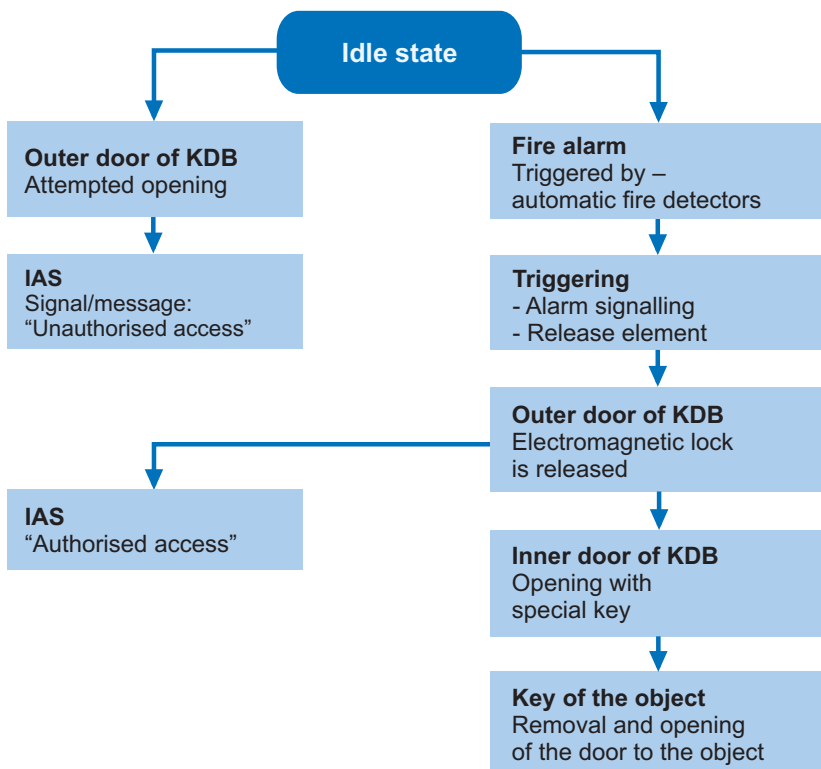 Idle state
Outer door of KDB
Attempted opening
IAS
Signal/message:
“Unauthorised access”
Fire alarm
Triggered by –
automatic fire detectors
Triggering
- Alarm signalling
- Release element
Outer door of KDB
Electromagnetic lock
is released
IAS
“Authorised access”
Inner door of KDB
Opening with
special key
Key of the object
Removal and opening
of the door to the object